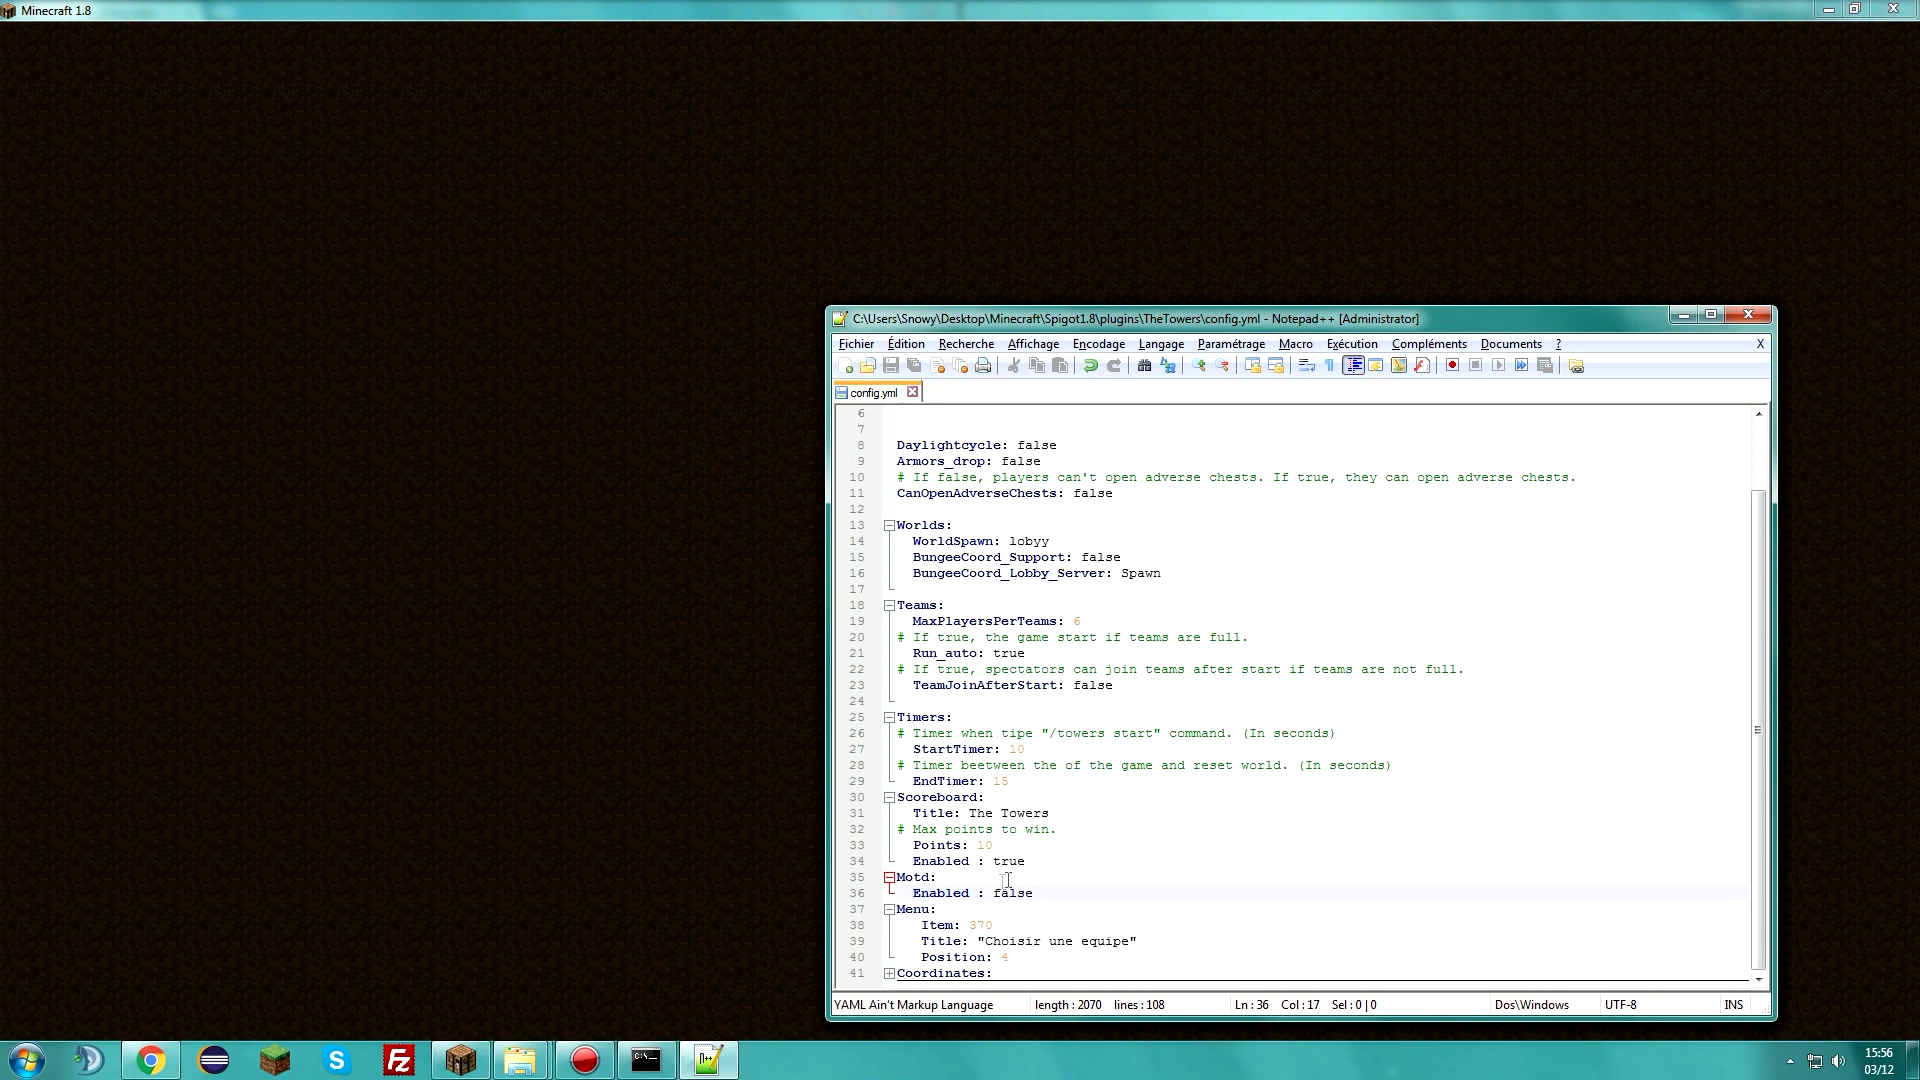 Minecraft 1.8
C:\Users\Snowy\Desktop\Minecraft\Spigot1.8\plugins\TheTowers\config.yml - Notepad++ [Administrator]
Fichier Édition Recherche Affichage Encodage Langage Paramétrage Macro Exécution Compléments Documents ? X
config.yml
6
7
8 Daylightcycle: false
9 Armors_drop: false
10 # If false, players can't open adverse chests. If true, they can open adverse chests.
11 CanOpenAdverseChests: false
12
13 Worlds:
14 WorldSpawn: lobyy
15 BungeeCoord_Support: false
16 BungeeCoord_Lobby_Server: Spawn
17
18 Teams:
19 MaxPlayersPerTeams: 6
20 # If true, the game start if teams are full.
21 Run_auto: true
22 # If true, spectators can join teams after start if teams are not full.
23 TeamJoinAfterStart: false
24
25 Timers:
26 # Timer when tipe "/towers start" command. (In seconds)
27 StartTimer: 10
28 # Timer beetween the of the game and reset world. (In seconds)
29 EndTimer: 15
30 Scoreboard:
31 Title: The Towers
32 # Max points to win.
33 Points: 10
34 Enabled : true
35 Motd:
36 Enabled : false
37 Menu:
38 Item: 370
39 Title: "Choisir une equipe"
40 Position: 4
41 Coordinates:
YAML Ain't Markup Language length : 2070 lines : 108 Ln : 36 Col : 17 Sel : 0 | 0 Dos\Windows UTF-8 INS
15:56
03/12